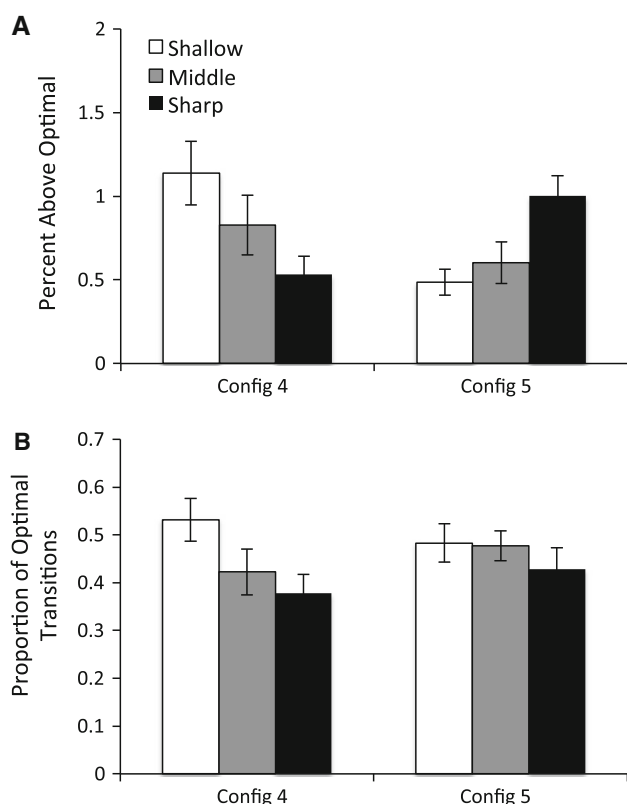 A
Percent Above Optimal
2
1.5
1
0.5
0
Shallow
Middle
Sharp
Config 4
Config 5
B
Proportion of Optimal
Transitions
0.7
0.6
0.5
0.4
0.3
0.2
0.1
0
Config 4
Config 5